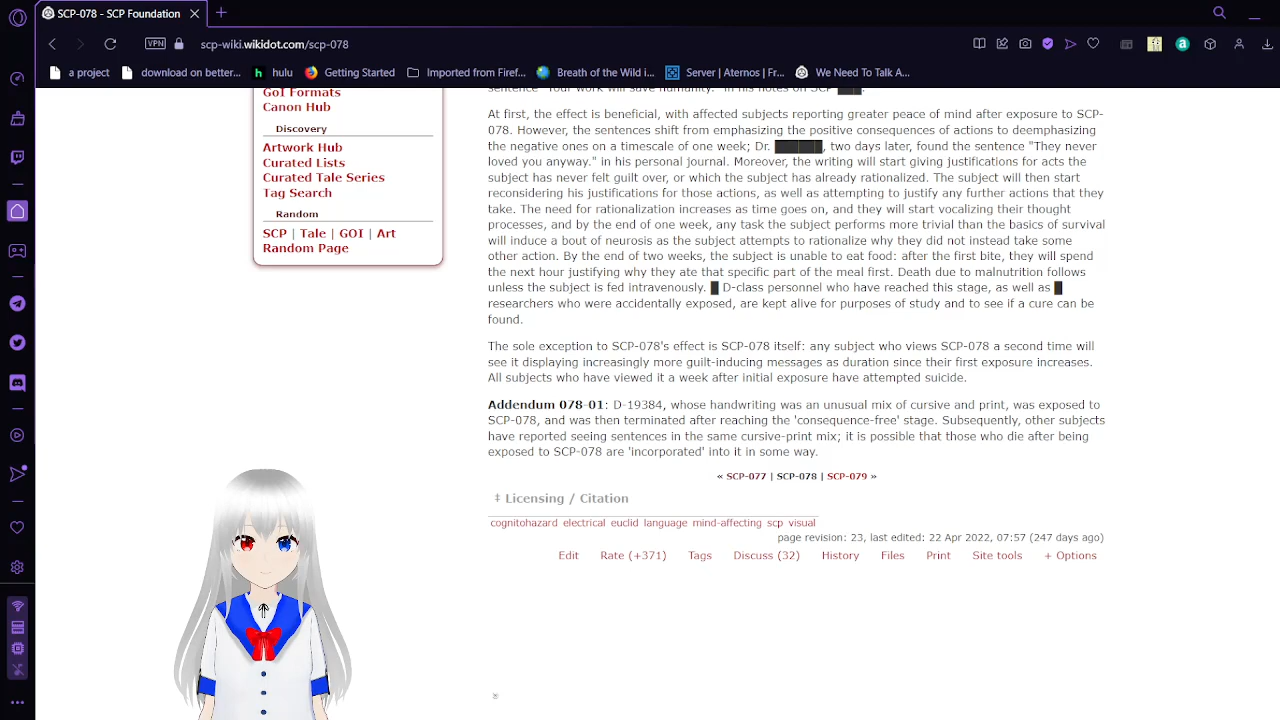 SCP-078 - SCP Foundation
VPN
scp-wiki.wikidot.com/scp-078
a project
download on better...
hulu
Getting Started
Imported from Firef...
Breath of the Wild i...
Server | Aternos | Fr...
We Need To Talk A...
GoI Formats
Canon Hub
Discovery
Artwork Hub
Curated Lists
Curated Tale Series
Tag Search
Random
SCP | Tale | GOI | Art
Random Page
sentence "Your work will save humanity." in his notes on SCP ███.
At first, the effect is beneficial, with affected subjects reporting greater peace of mind after exposure to SCP-
078. However, the sentences shift from emphasizing the positive consequences of actions to deemphasizing
the negative ones on a timescale of one week; Dr. ██████, two days later, found the sentence "They never
loved you anyway." in his personal journal. Moreover, the writing will start giving justifications for acts the
subject has never felt guilt over, or which the subject has already rationalized. The subject will then start
reconsidering his justifications for those actions, as well as attempting to justify any further actions that they
take. The need for rationalization increases as time goes on, and they will start vocalizing their thought
processes, and by the end of one week, any task the subject performs more trivial than the basics of survival
will induce a bout of neurosis as the subject attempts to rationalize why they did not instead take some
other action. By the end of two weeks, the subject is unable to eat food: after the first bite, they will spend
the next hour justifying why they ate that specific part of the meal first. Death due to malnutrition follows
unless the subject is fed intravenously. █ D-class personnel who have reached this stage, as well as █
researchers who were accidentally exposed, are kept alive for purposes of study and to see if a cure can be
found.
The sole exception to SCP-078's effect is SCP-078 itself: any subject who views SCP-078 a second time will
see it displaying increasingly more guilt-inducing messages as duration since their first exposure increases.
All subjects who have viewed it a week after initial exposure have attempted suicide.
Addendum 078-01: D-19384, whose handwriting was an unusual mix of cursive and print, was exposed to
SCP-078, and was then terminated after reaching the 'consequence-free' stage. Subsequently, other subjects
have reported seeing sentences in the same cursive-print mix; it is possible that those who die after being
exposed to SCP-078 are 'incorporated' into it in some way.
« SCP-077 | SCP-078 | SCP-079 »
‡ Licensing / Citation
cognitohazard electrical euclid language mind-affecting scp visual
page revision: 23, last edited: 22 Apr 2022, 07:57 (247 days ago)
Edit Rate (+371) Tags Discuss (32) History Files Print Site tools + Options